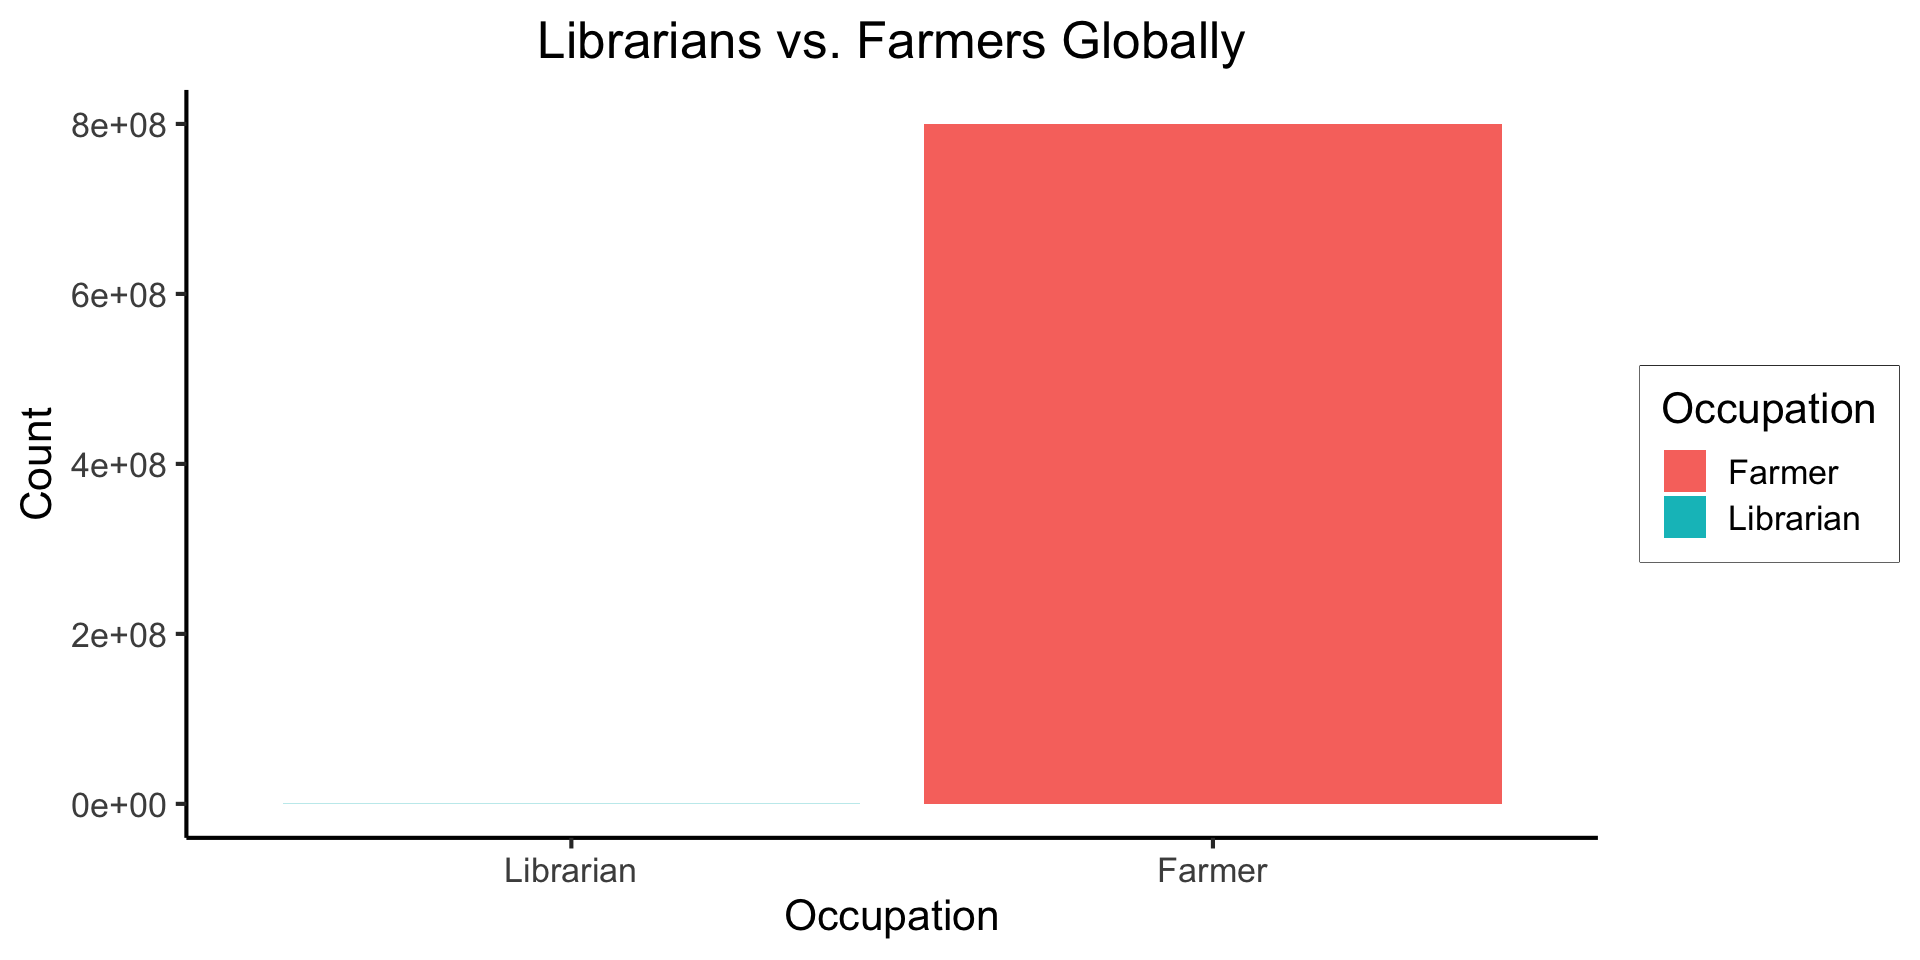 Librarians vs. Farmers Globally
8e+08
6e+08
4e+08
2e+08
0e+00
Count
Librarian
Farmer
Occupation
Occupation
Farmer
Librarian